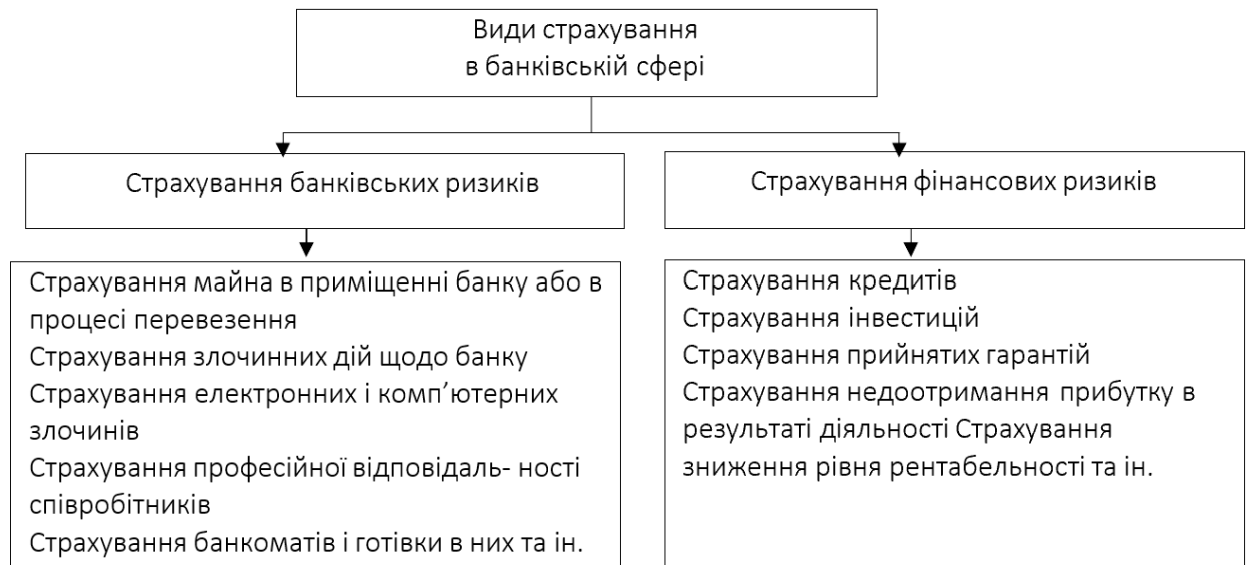 Види страхування
в банківській сфері
Страхування банківських ризиків
Страхування фінансових ризиків
Страхування майна в приміщенні банку або в
процесі перевезення
Страхування злочинних дій щодо банку
Страхування електронних і комп’ютерних
злочинів
Страхування професійної відповідаль- ності
співробітників
Страхування банкоматів і готівки в них та ін.
Страхування кредитів
Страхування інвестицій
Страхування прийнятих гарантій
Страхування недоотримання прибутку в
результаті діяльності Страхування
зниження рівня рентабельності та ін.